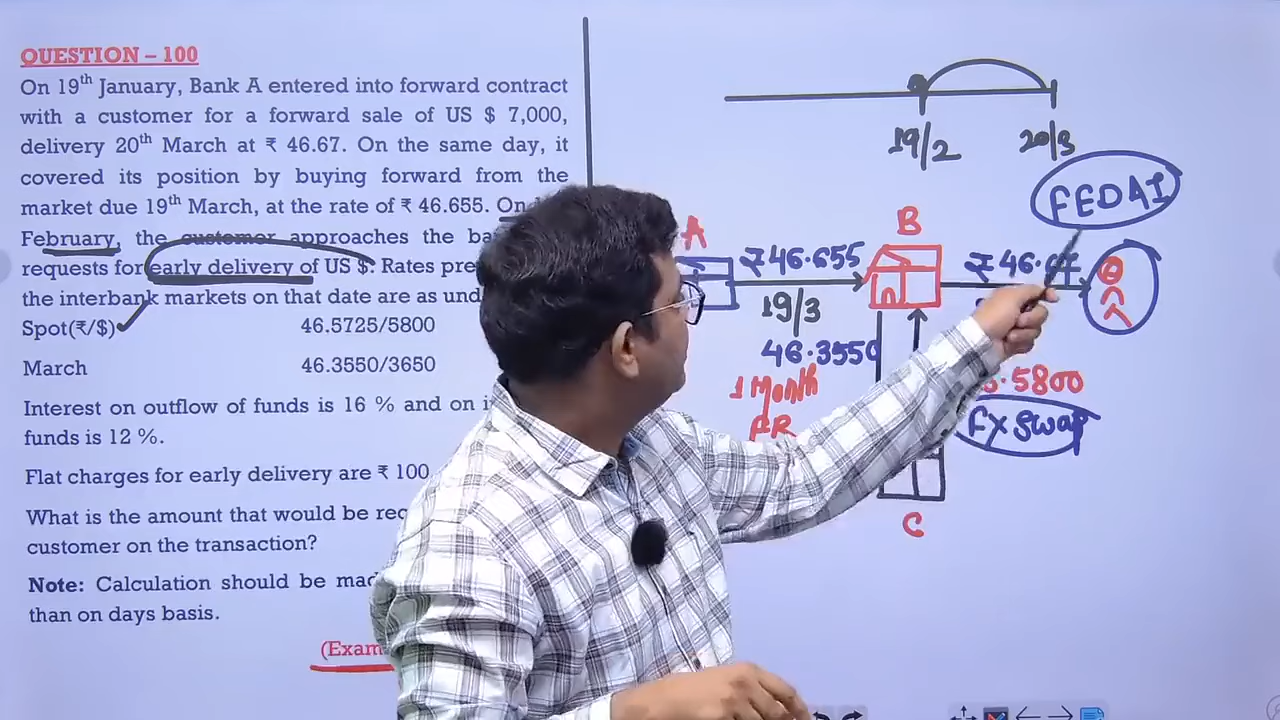 QUESTION – 100
On 19th January, Bank A entered into forward contract
with a customer for a forward sale of US $ 7,000,
delivery 20th March at ₹ 46.67. On the same day, it
covered its position by buying forward from the
market due 19th March, at the rate of ₹ 46.655. On
February, the customer approaches the
requests for early delivery of US $. Rates
the interbank markets on that date are as
Spot(₹/$) 46.5725/5800
March 46.3550/3650
Interest on outflow of funds is 16 % and on
funds is 12 %.
Flat charges for early delivery are ₹ 100
What is the amount that would be
customer on the transaction?
Note: Calculation should be
than on days basis.
19/2 20/3
FEDAI
A B
₹46.655
19/3
46.3550
1 Month
FR
5800
FX Swap
C